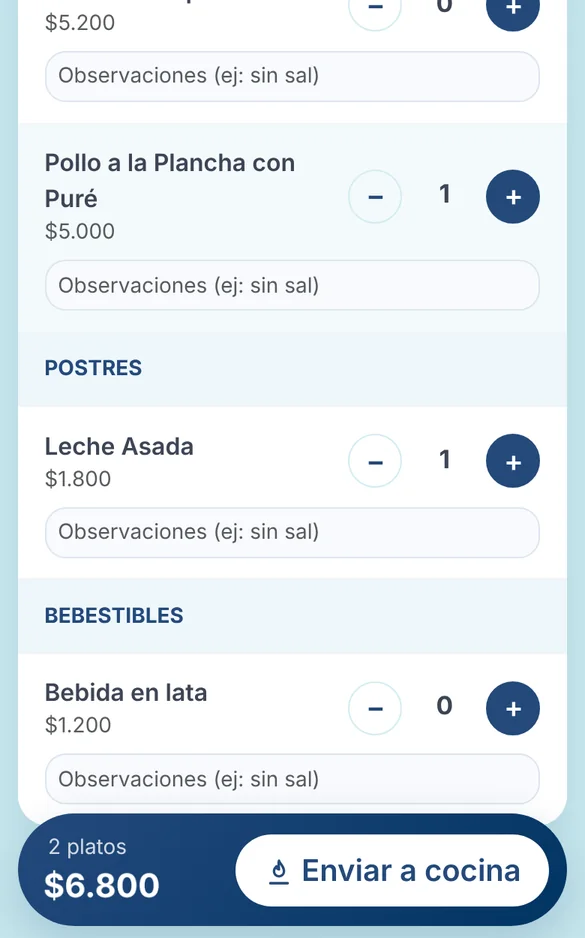 $5.200
−
0
+
Observaciones (ej: sin sal)
Pollo a la Plancha con
Puré
$5.000
−
1
+
Observaciones (ej: sin sal)
POSTRES
Leche Asada
$1.800
−
1
+
Observaciones (ej: sin sal)
BEBESTIBLES
Bebida en lata
$1.200
−
0
+
Observaciones (ej: sin sal)
2 platos
$6.800
Enviar a cocina